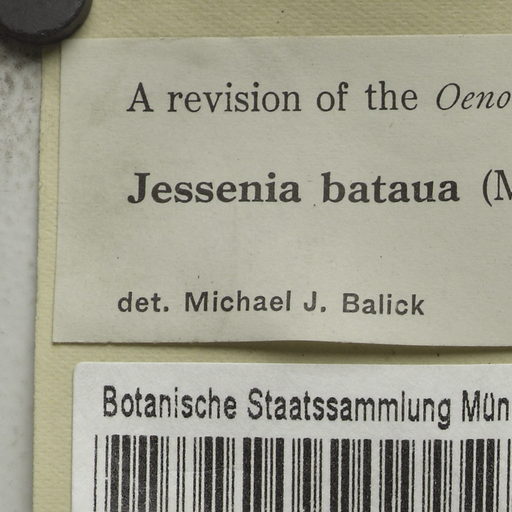 A revision of the Oeno
Jessenia bataua (M
det. Michael J. Balick
Botanische Staatssammlung Mün